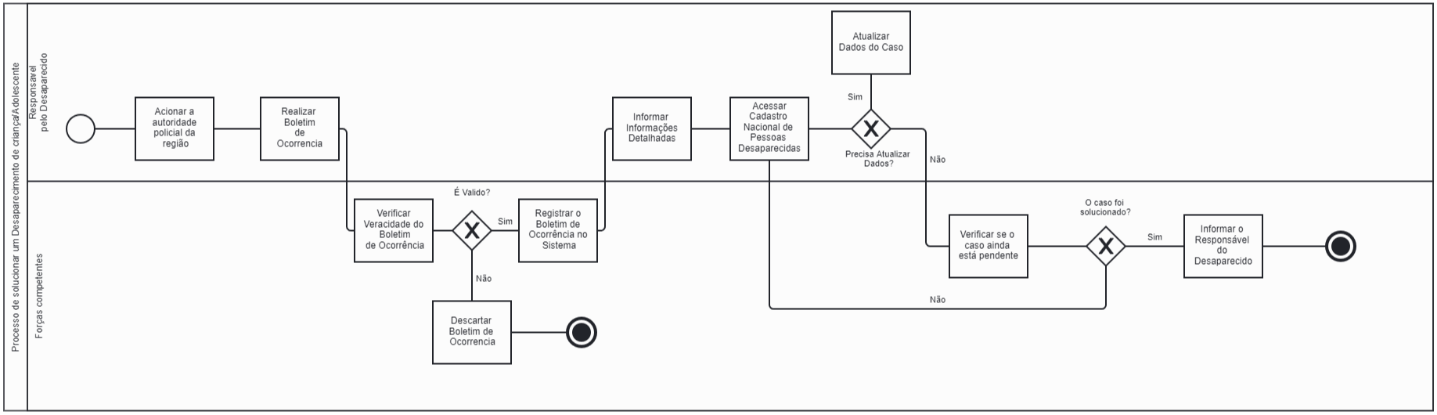 Processo de solucionar um Desaparecimento de criança/Adolescente
Responsavel
pelo Desaparecido
Acionar a
autoridade
policial da
região
Realizar
Boletim
de
Ocorrencia
Informar
Informações
Detalhadas
Acessar
Cadastro
Nacional de
Pessoas
Desaparecidas
Atualizar
Dados do Caso
Sim
Precisa Atualizar
Dados?
Não
Forças competentes
Verificar
Veracidade do
Boletim
de Ocorrência
É Valido?
Sim
Não
Registrar o
Boletim de
Ocorrência no
Sistema
Descartar
Boletim de
Ocorrencia
Verificar se o
caso ainda
está pendente
O caso foi
solucionado?
Sim
Não
Informar o
Responsável
do
Desaparecido